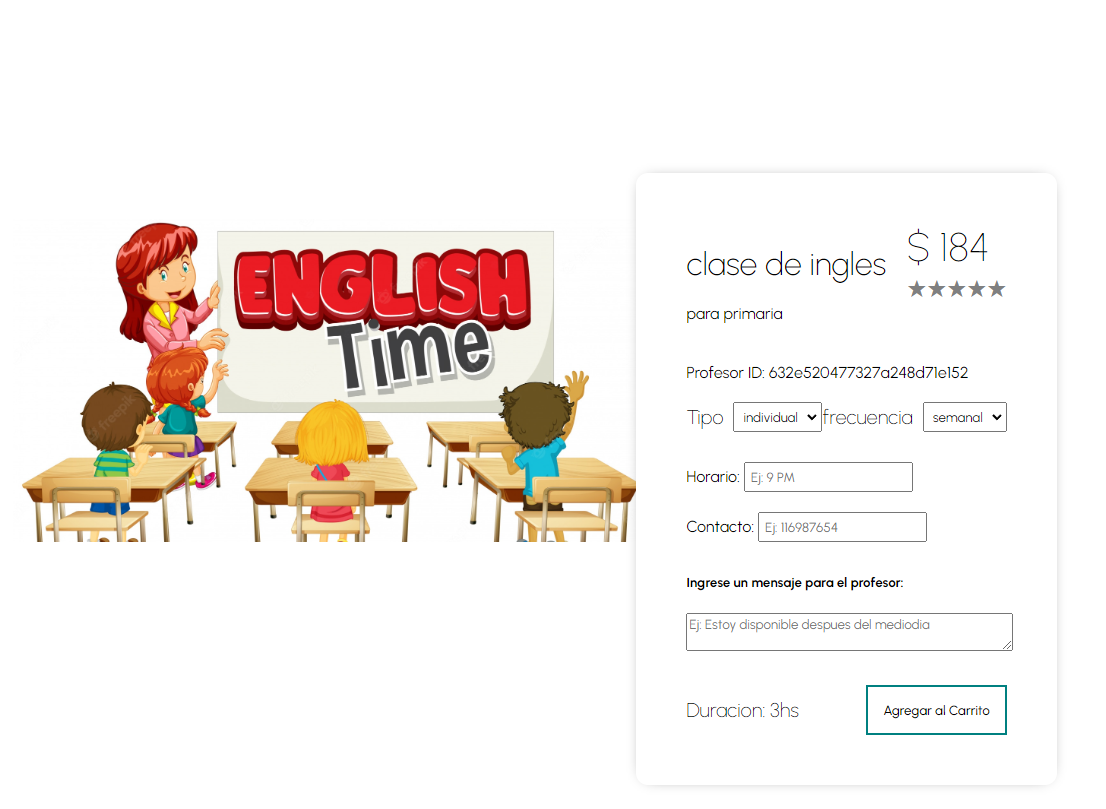 ENGLISH
Time
clase de ingles
$ 184
★★★★★
para primaria
Profesor ID: 632e520477327a248d71e152
Tipo individual frecuencia semanal
Horario: Ej: 9 PM
Contacto: Ej: 116987654
Ingrese un mensaje para el profesor:
Ej: Estoy disponible despues del mediodia
Duracion: 3hs Agregar al Carrito